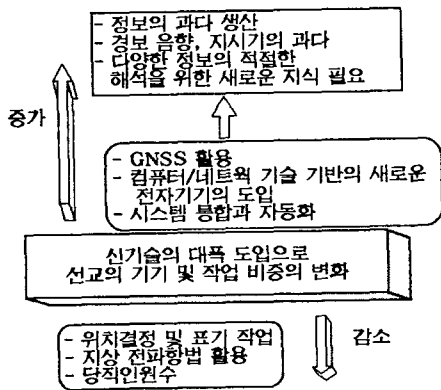 - 정보의 과다 생산
- 경보 음향, 지시기의 과다
- 다양한 정보의 적절한
해석을 위한 새로운 지식 필요
증가
- GNSS 활용
- 컴퓨터/네트웍 기술 기반의 새로운
전자기기의 도입
- 시스템 통합과 자동화
신기술의 대폭 도입으로
선교의 기기 및 작업 비중의 변화
- 위치결정 및 표기 작업
- 지상 전파항법 활용
- 당직인원수
감소